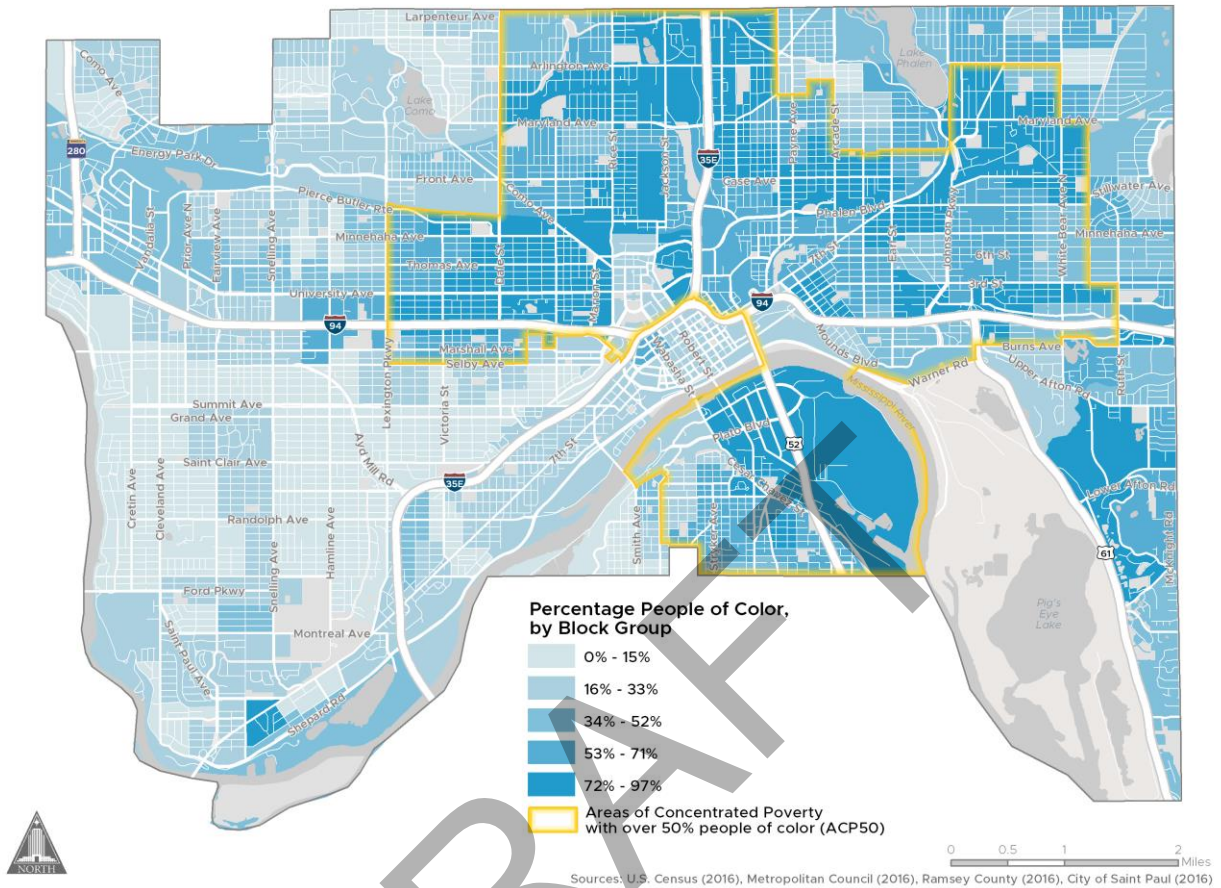 Larpenteur Ave
Como Ave
Arlington Ave
Lake
Phalen
Lake
Como
Maryland Ave
Maryland Ave
Payne Ave
Arcade St
Rice St
Jackson St
280
35E
Energy Park Dr
Front Ave
Case Ave
Stillwater Ave
Pierce Butler Rte
Como Ave
Phalen Blvd
Vandalia St
Prior Ave N
Fairview Ave
Snelling Ave
Minnehaha Ave
Minnehaha Ave
Thomas Ave
Dale St
7th St
Earl St
Johnson Pkwy
White Bear Ave N
6th St
3rd St
University Ave
Marion St
94
94
Marshall Ave
Selby Ave
Robert St
Wabasha St
Mounds Blvd
Burns Ave
Warner Rd
Upper Afton Rd
Ruth St
Mississippi River
Lexington Pkwy
Victoria St
Summit Ave
Grand Ave
Ayd Mill Rd
Plato Blvd
52
7th St
Saint Clair Ave
35E
Cesar Chavez St
Lower Afton Rd
Cretin Ave
Cleveland Ave
Randolph Ave
Hamline Ave
Snelling Ave
Smith Ave
Stryker Ave
McKnight Rd
61
Ford Pkwy
Saint Paul Ave
Montreal Ave
Shepard Rd
Pig's
Eye
Lake
Percentage People of Color,
by Block Group
0% - 15%
16% - 33%
34% - 52%
53% - 71%
72% - 97%
Areas of Concentrated Poverty
with over 50% people of color (ACP50)
DRAFT
NORTH
0 0.5 1 2
Miles
Sources: U.S. Census (2016), Metropolitan Council (2016), Ramsey County (2016), City of Saint Paul (2016)